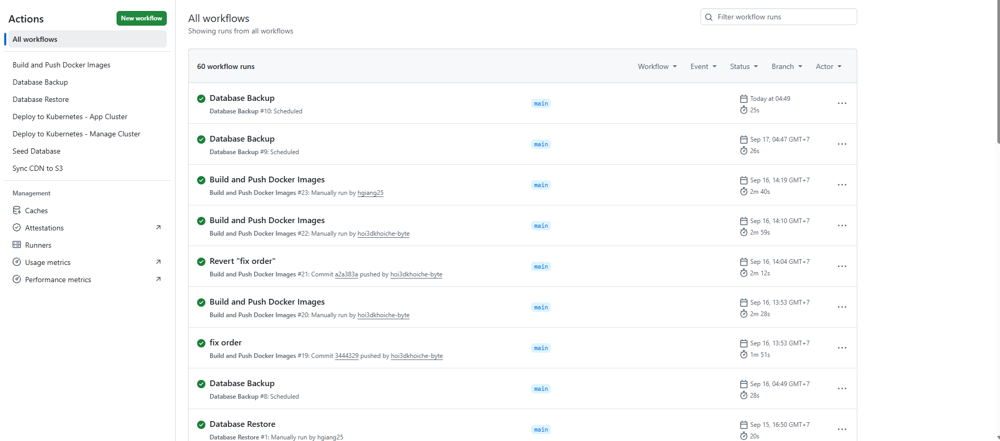 Actions
New workflow
All workflows
Build and Push Docker Images
Database Backup
Database Restore
Deploy to Kubernetes - App Cluster
Deploy to Kubernetes - Manage Cluster
Seed Database
Sync CDN to S3
Management
Caches
Attestations
Runners
Usage metrics
Performance metrics
All workflows
Showing runs from all workflows
Filter workflow runs
60 workflow runs
Workflow Event Status Branch Actor
Database Backup
Database Backup #10: Scheduled
main
Today at 04:49
25s
Database Backup
Database Backup #9: Scheduled
main
Sep 17, 04:47 GMT+7
26s
Build and Push Docker Images
Build and Push Docker Images #23: Manually run by hgiang25
main
Sep 16, 14:19 GMT+7
2m 40s
Build and Push Docker Images
Build and Push Docker Images #22: Manually run by hoi3dkhoiche-byte
main
Sep 16, 14:10 GMT+7
2m 59s
Revert "fix order"
Build and Push Docker Images #21: Commit a2a383a pushed by hoi3dkhoiche-byte
main
Sep 16, 14:04 GMT+7
2m 12s
Build and Push Docker Images
Build and Push Docker Images #20: Manually run by hoi3dkhoiche-byte
main
Sep 16, 13:53 GMT+7
2m 28s
fix order
Build and Push Docker Images #19: Commit 3444329 pushed by hoi3dkhoiche-byte
main
Sep 16, 13:53 GMT+7
1m 51s
Database Backup
Database Backup #8: Scheduled
main
Sep 16, 04:49 GMT+7
28s
Database Restore
Database Restore #1: Manually run by hgiang25
main
Sep 15, 16:50 GMT+7
20s